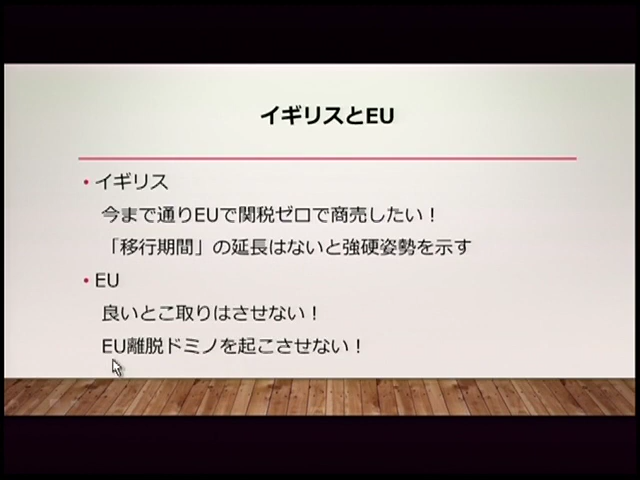 イギリスとEU
• イギリス
今まで通りEUで関税ゼロで商売したい！
「移行期間」の延長はないと強硬姿勢を示す
• EU
良いとこ取りはさせない！
EU離脱ドミノを起こさせない！